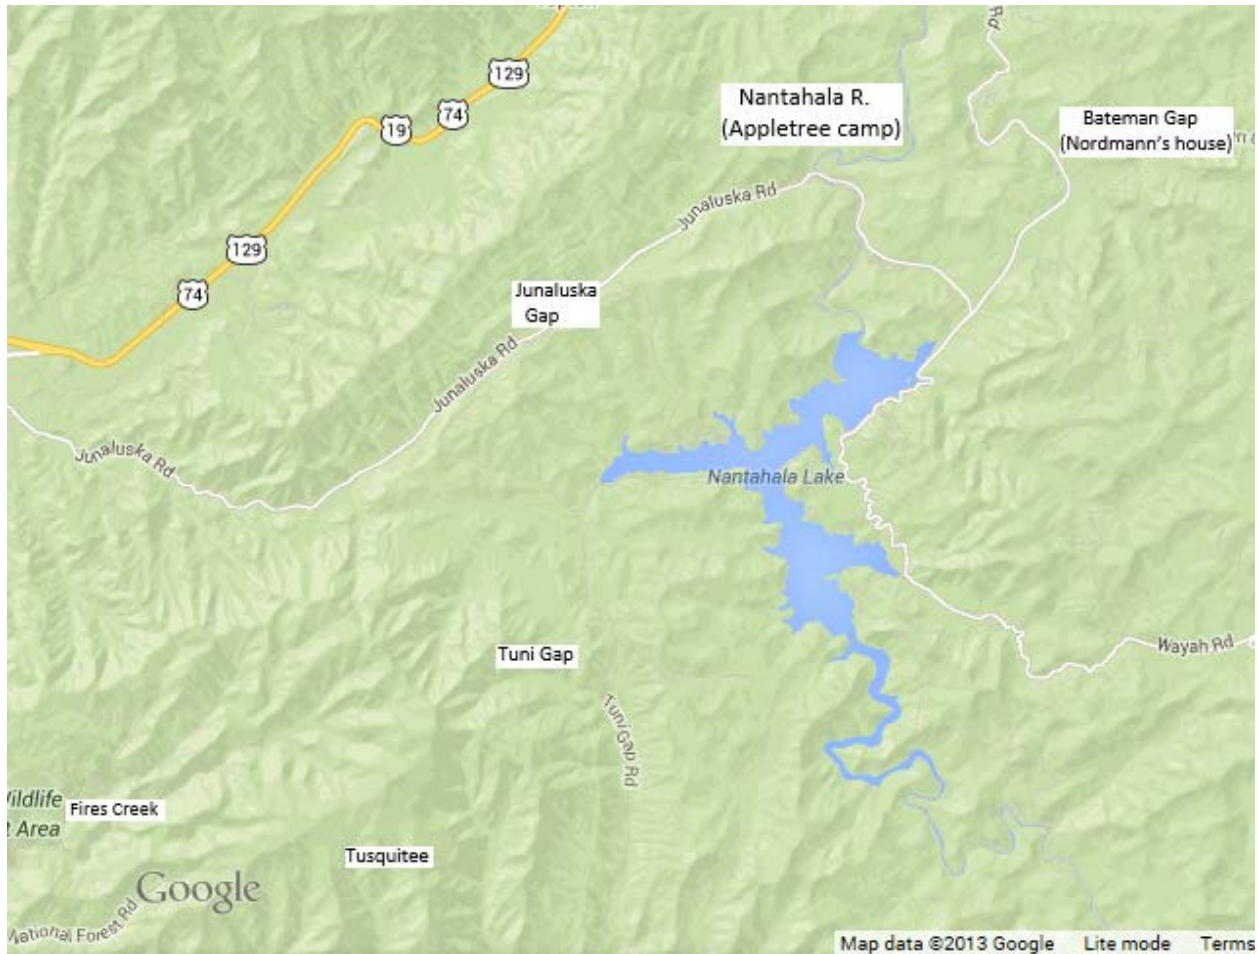 129
74
19
Nantahala R.
(Appletree camp)
Rd
Bateman Gap
(Nordmann's house)
Junaluska Rd
129
74
Junaluska
Gap
Junaluska Rd
Junaluska Rd
Nantahala Lake
Wayah Rd
Tuni Gap
Tuni Gap Rd
Wildlife
t Area
Fires Creek
Tusquitee
Google
National Forest Rd
Map data ©2013 Google Lite mode Terms